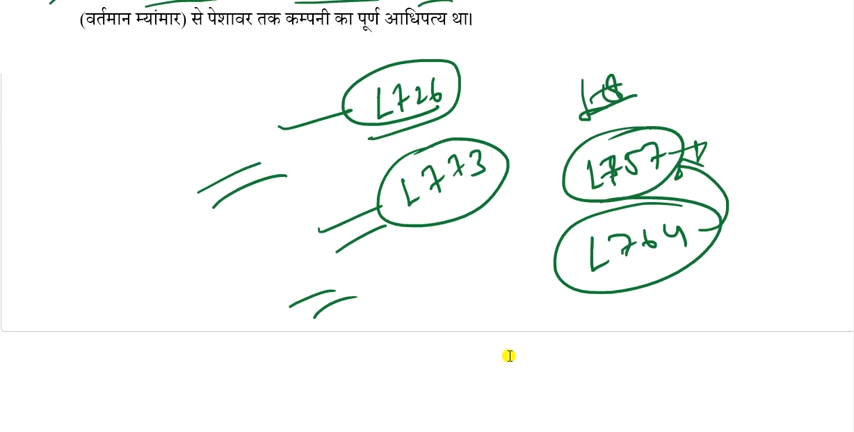 (वर्तमान म्यांमार) से पेशावर तक कम्पनी का पूर्ण आधिपत्य था।
1726
1773
1757
1764